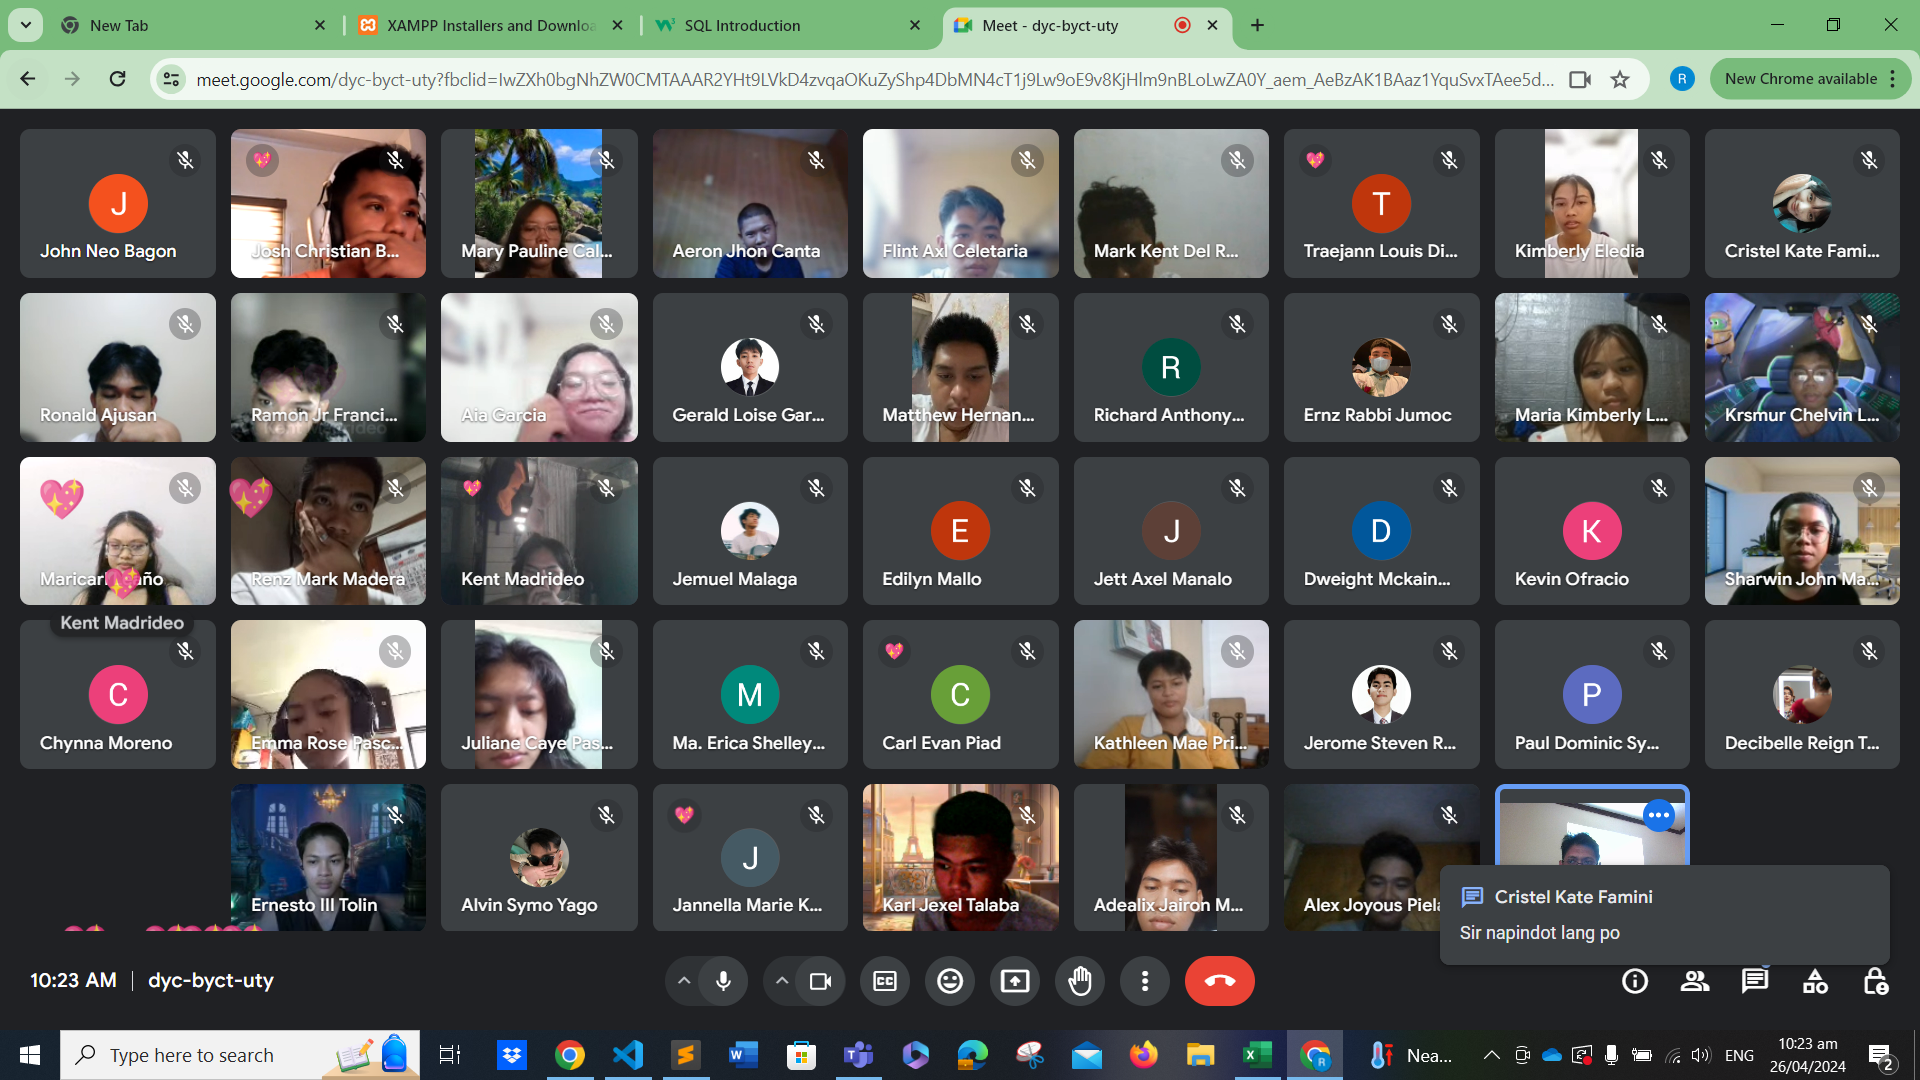 New Tab
XAMPP Installers and Downloa
SQL Introduction
Meet - dyc-byct-uty
meet.google.com/dyc-byct-uty?fbclid=IwZXh0bgNhZW0CMTAAAR2YHt9LVkD4zvqaOKuZyShp4DbMN4cT1j9Lw9oE9v8KjHlm9nBLoLwZA0Y_aem_AeBzAK1BAaz1YquSvxTAee5d...
R
New Chrome available
J
John Neo Bagon
Josh Christian B...
Mary Pauline Cal...
Aeron Jhon Canta
Flint Axl Celetaria
Mark Kent Del R...
T
Traejann Louis Di...
Kimberly Eledia
Cristel Kate Fami...
Ronald Ajusan
Ramon Jr Franci...
Aia Garcia
Gerald Loise Gar...
Matthew Hernan...
R
Richard Anthony...
Ernz Rabbi Jumoc
Maria Kimberly L...
Krsmur Chelvin L...
Renz Mark Madera
Kent Madrideo
Jemuel Malaga
E
Edilyn Mallo
J
Jett Axel Manalo
D
Dweight Mckain...
K
Kevin Ofracio
Sharwin John Ma...
Kent Madrideo
C
Chynna Moreno
Emma Rose Pasc...
Juliane Caye Pas...
M
Ma. Erica Shelley...
C
Carl Evan Piad
Kathleen Mae Pri...
Jerome Steven R...
P
Paul Dominic Sy...
Decibelle Reign T...
Ernesto III Tolin
Alvin Symo Yago
J
Jannella Marie K...
Karl Jexel Talaba
Adealix Jairon M...
Alex Joyous Piela
Cristel Kate Famini
Sir napindot lang po
10:23 AM | dyc-byct-uty
CC
Type here to search
Nea...
ENG
10:23 am
26/04/2024
2